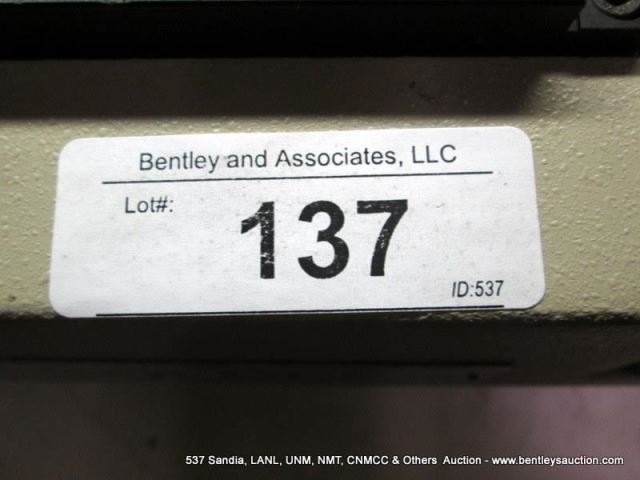 Bentley and Associates, LLC
Lot#:
137
ID:537
537 Sandia, LANL, UNM, NMT, CNMCC & Others Auction - www.bentleysauction.com